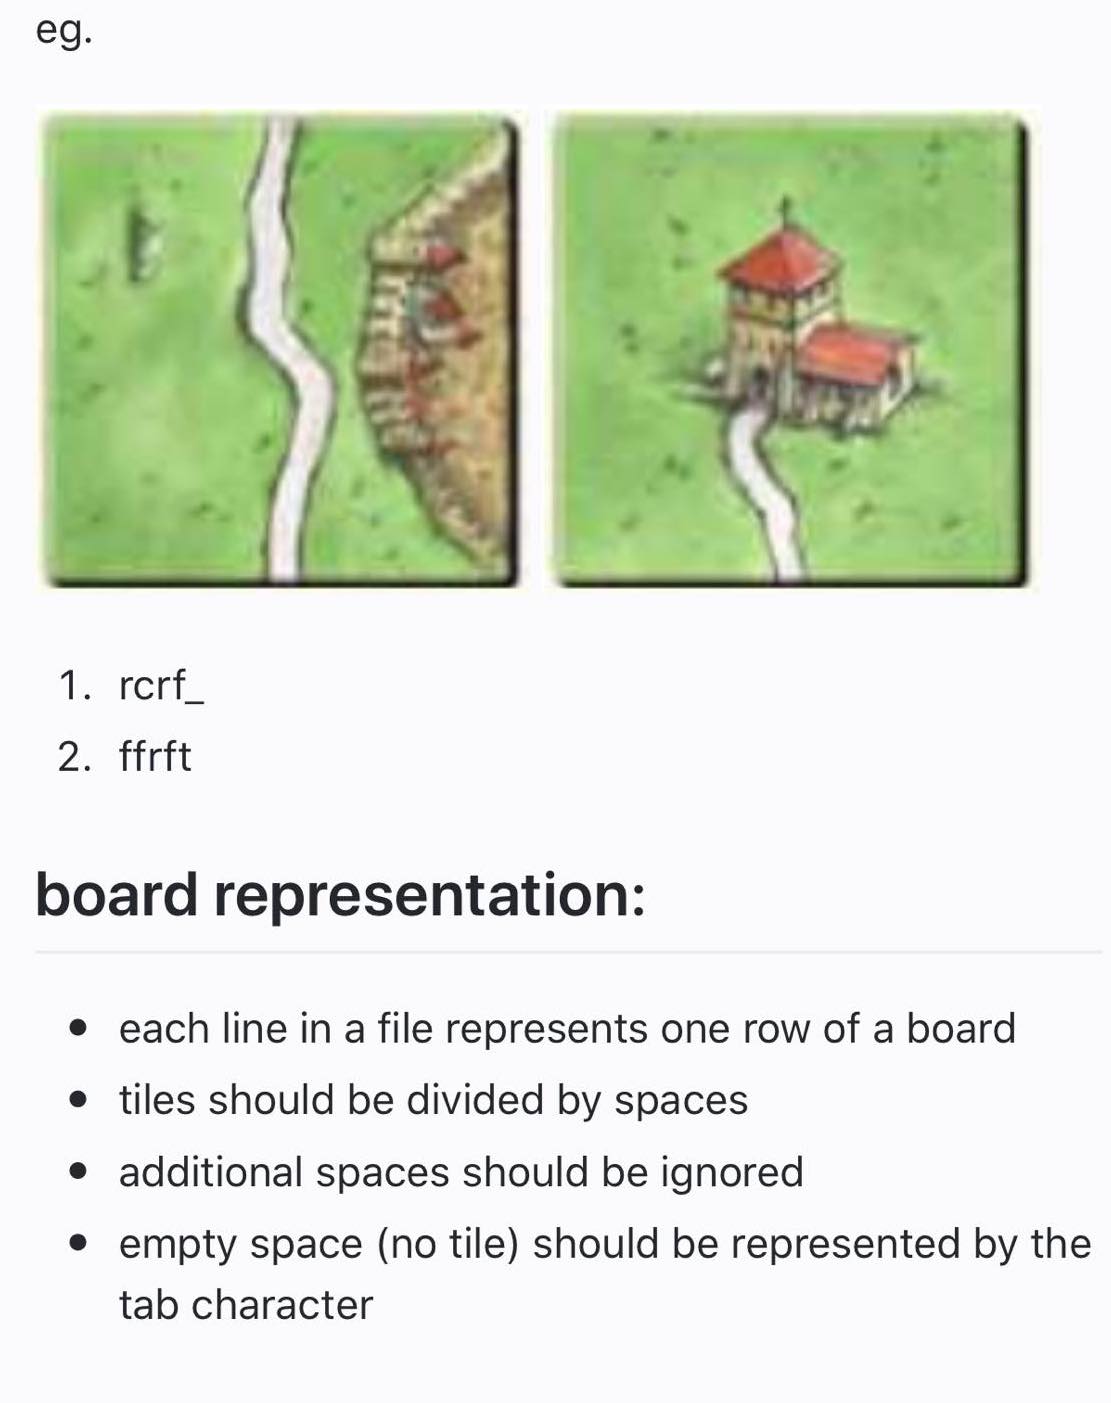 eg.
1. rcrf_
2. ffrft
board representation:
• each line in a file represents one row of a board
• tiles should be divided by spaces
• additional spaces should be ignored
• empty space (no tile) should be represented by the
tab character